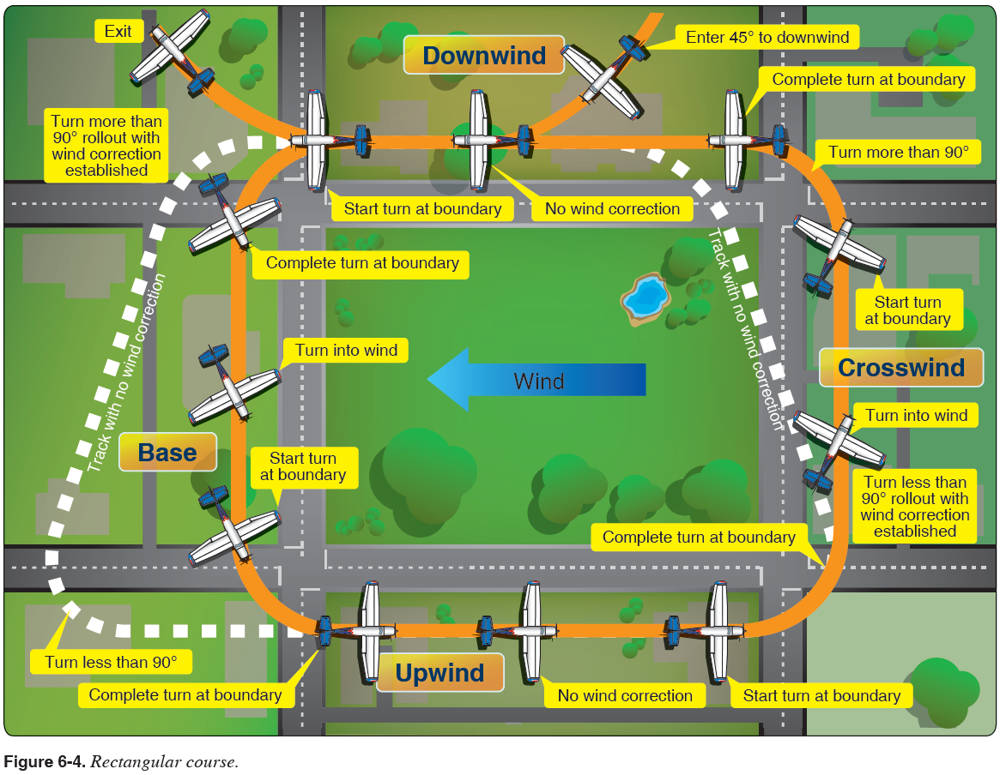 Exit
Downwind
Enter 45° to downwind
Complete turn at boundary
Turn more than
90° rollout with
wind correction
established
Turn more than 90°
Start turn at boundary
No wind correction
Complete turn at boundary
Track with no wind correction
Track with no wind correction
Start turn
at boundary
Turn into wind
Wind
Crosswind
Turn into wind
Base
Start turn
at boundary
Turn less than
90° rollout with
wind correction
established
Complete turn at boundary
Turn less than 90°
Upwind
Complete turn at boundary
No wind correction
Start turn at boundary
Figure 6-4. Rectangular course.